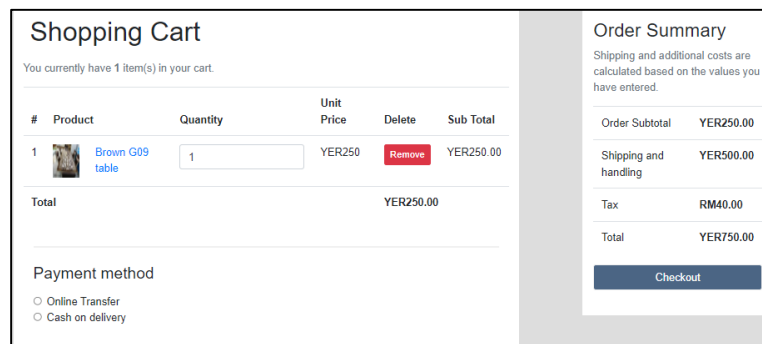 Shopping Cart
You currently have 1 item(s) in your cart.
# Product Quantity Unit Price Delete Sub Total
1 Brown G09 table 1 YER250 Remove YER250.00
Total YER250.00
Payment method
Online Transfer
Cash on delivery
Order Summary
Shipping and additional costs are
calculated based on the values you
have entered.
Order Subtotal YER250.00
Shipping and handling YER500.00
Tax RM40.00
Total YER750.00
Checkout